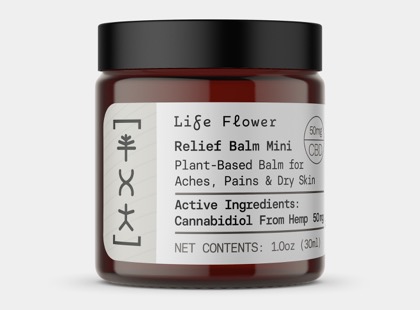 Life Flower
50mg
CBD
Relief Balm Mini
Plant-Based Balm for
Aches, Pains & Dry Skin
Active Ingredients:
Cannabidiol From Hemp 50mg
NET CONTENTS: 1.0oz (30ml)